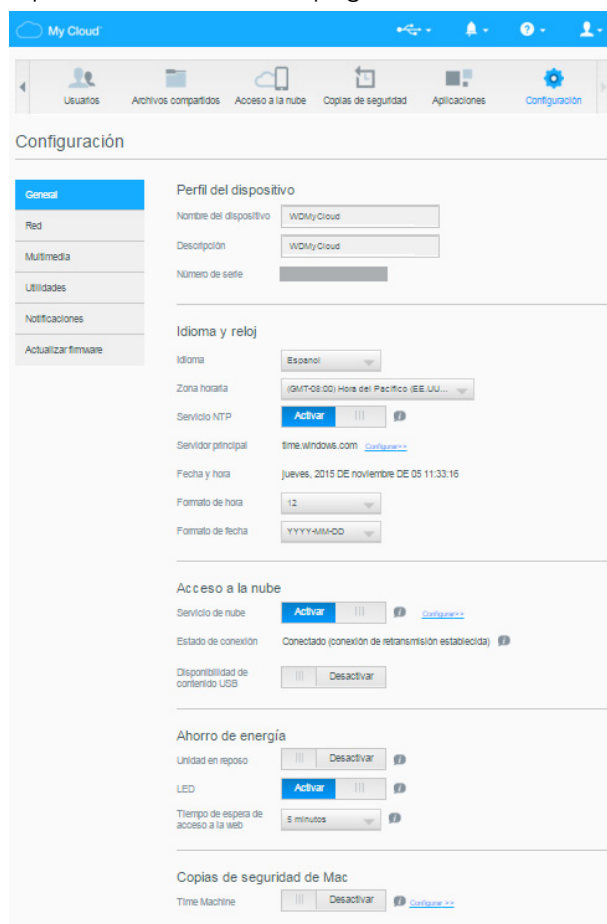 My Cloud
Usuarios
Archivos compartidos
Acceso a la nube
Copias de seguridad
Aplicaciones
Configuración
Configuración
General
Red
Multimedia
Utilidades
Notificaciones
Actualizar firmware
Perfil del dispositivo
Nombre del dispositivo WDMyCloud
Descripción WDMyCloud
Número de serie
Idioma y reloj
Idioma Espanol
Zona horaria (GMT-08:00) Hora del Pacífico (EE.UU...
Servicio NTP Activar
Servidor principal time.windows.com Configurar>>
Fecha y hora jueves, 2015 DE noviembre DE 05 11:33:16
Formato de hora 12
Formato de fecha YYYY-MM-DD
Acceso a la nube
Servicio de nube Activar Configurar>>
Estado de conexión Conectado (conexión de retransmisión establecida)
Disponibilidad de
contenido USB Desactivar
Ahorro de energía
Unidad en reposo Desactivar
LED Activar
Tiempo de espera de
acceso a la web 5 minutos
Copias de seguridad de Mac
Time Machine Desactivar Configurar >>